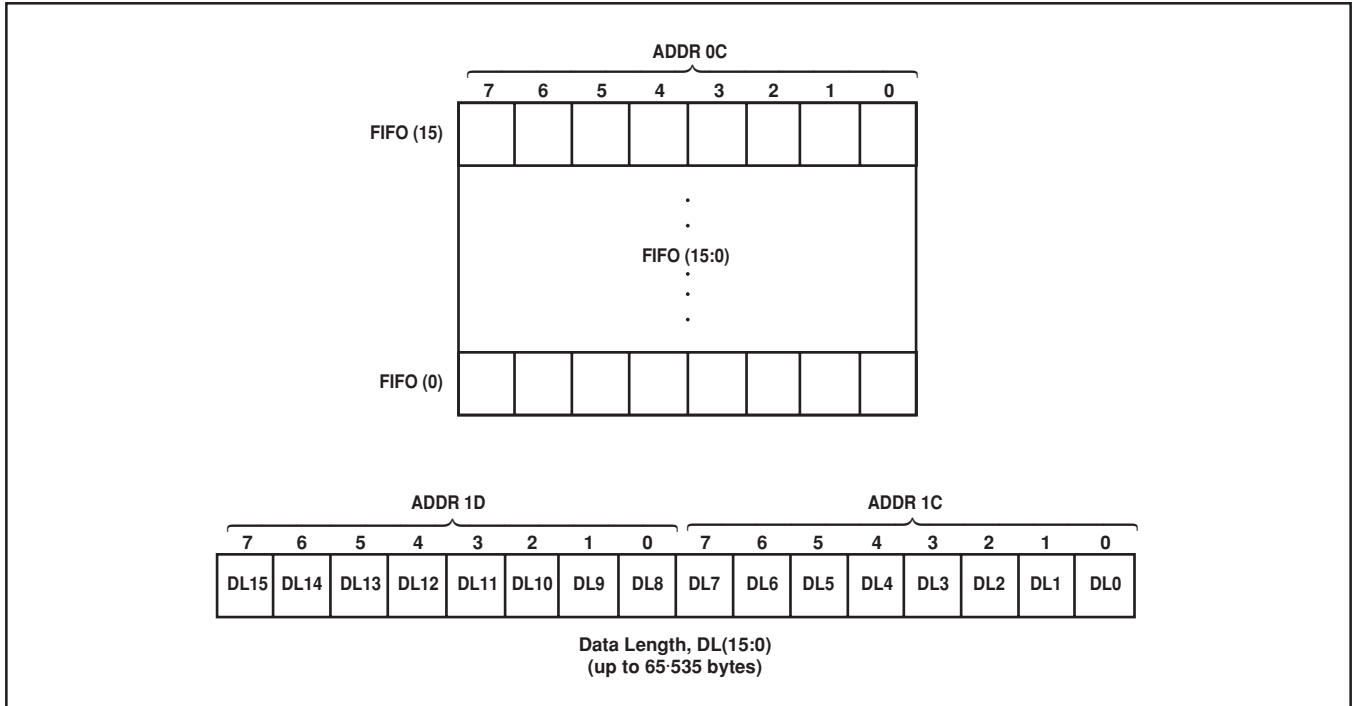 ADDR 0C
7 6 5 4 3 2 1 0
FIFO (15)
FIFO (15:0)
FIFO (0)
ADDR 1D ADDR 1C
7 6 5 4 3 2 1 0 7 6 5 4 3 2 1 0
DL15 DL14 DL13 DL12 DL11 DL10 DL9 DL8 DL7 DL6 DL5 DL4 DL3 DL2 DL1 DL0
Data Length, DL(15:0)
(up to 65·535 bytes)